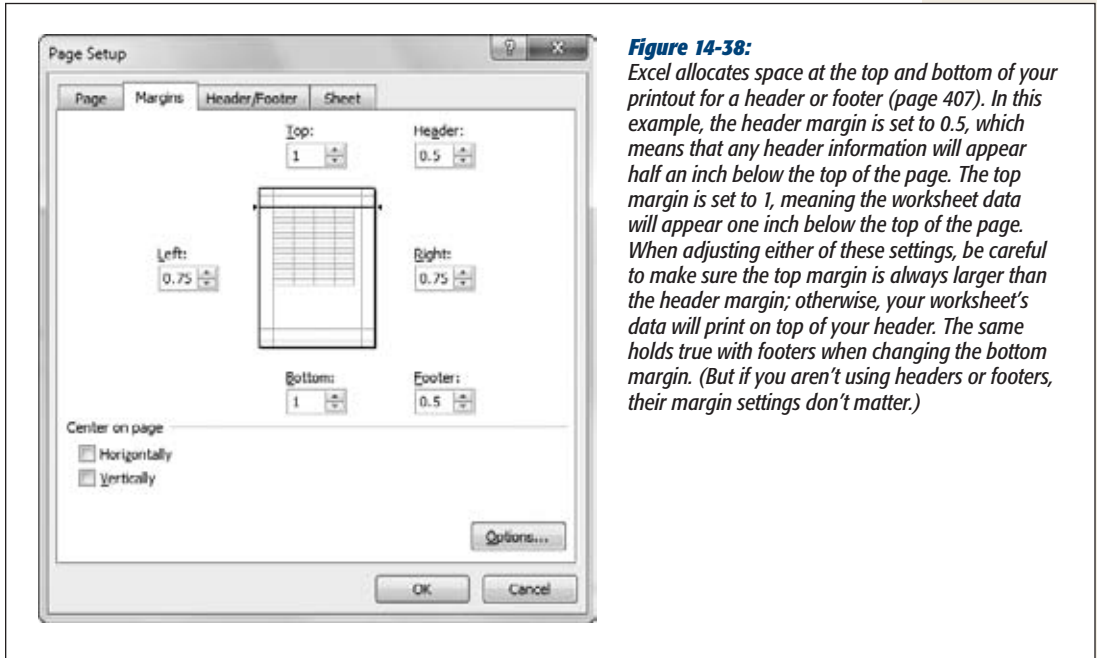 Page Setup
Page Margins Header/Footer Sheet
Top: Header:
1 0.5
Left: Right:
0.75 0.75
Bottom: Footer:
1 0.5
Center on page
Horizontally
Vertically
Options...
OK Cancel
Figure 14-38:
Excel allocates space at the top and bottom of your
printout for a header or footer (page 407). In this
example, the header margin is set to 0.5, which
means that any header information will appear
half an inch below the top of the page. The top
margin is set to 1, meaning the worksheet data
will appear one inch below the top of the page.
When adjusting either of these settings, be careful
to make sure the top margin is always larger than
the header margin; otherwise, your worksheet's
data will print on top of your header. The same
holds true with footers when changing the bottom
margin. (But if you aren't using headers or footers,
their margin settings don't matter.)